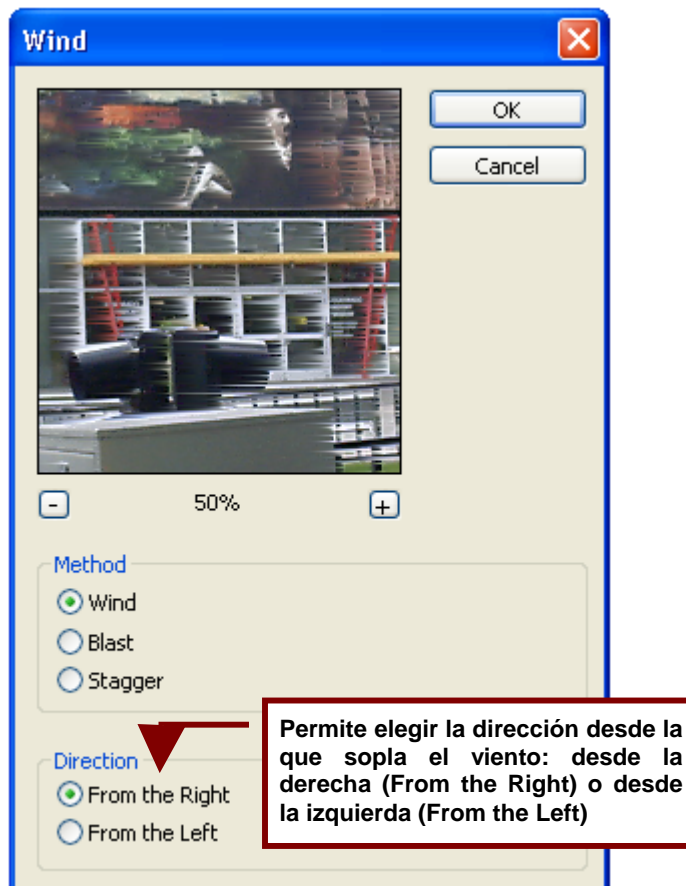 Wind
OK
Cancel
50%
Method
Wind
Blast
Stagger
Direction
From the Right
From the Left
Permite elegir la dirección desde la
que sopla el viento: desde la
derecha (From the Right) o desde
la izquierda (From the Left)